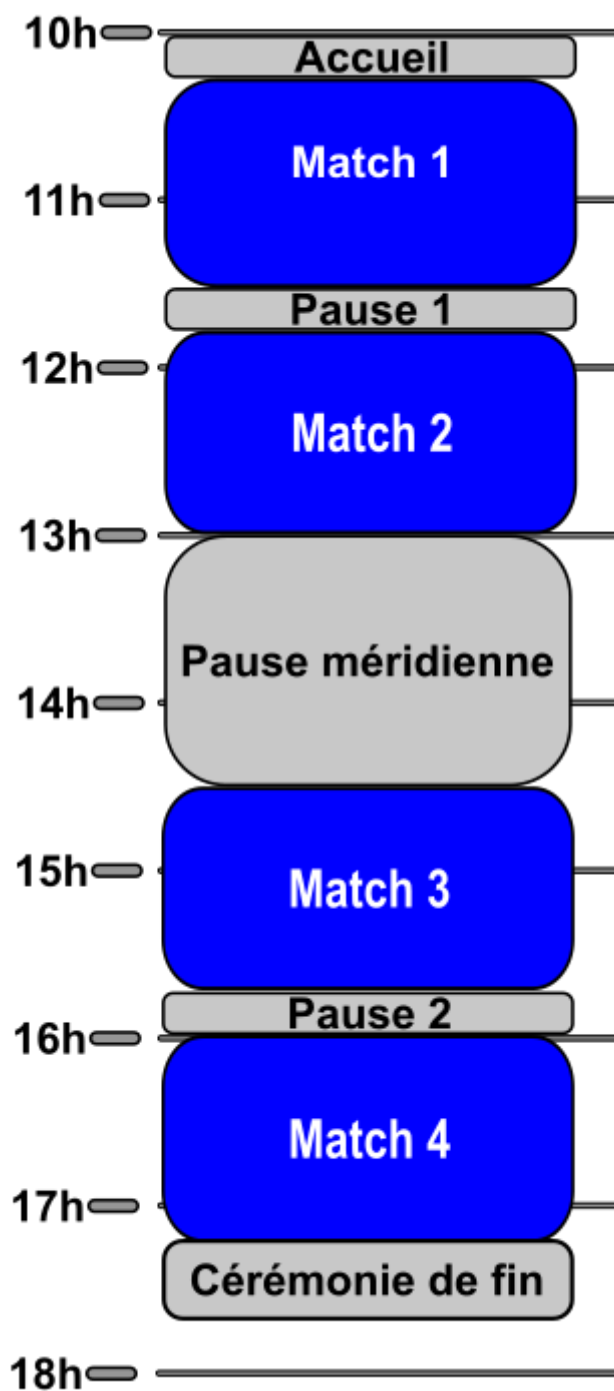 10h
Accueil
Match 1
11h
Pause 1
12h
Match 2
13h
Pause méridienne
14h
15h
Match 3
Pause 2
16h
Match 4
17h
Cérémonie de fin
18h